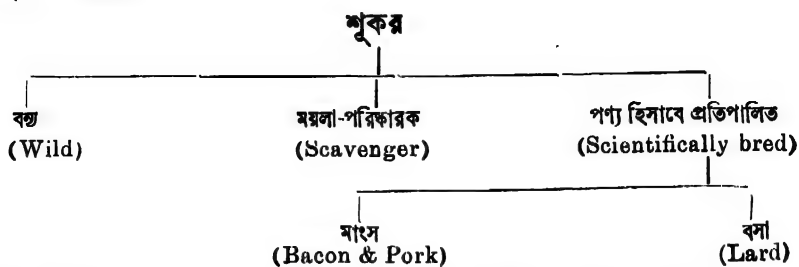 শূকর
বন্য ময়লা-পরিষ্কারক পণ্য হিসাবে প্রতিপালিত
(Wild) (Scavenger) (Scientifically bred)
মাংস বসা
(Bacon & Pork) (Lard)